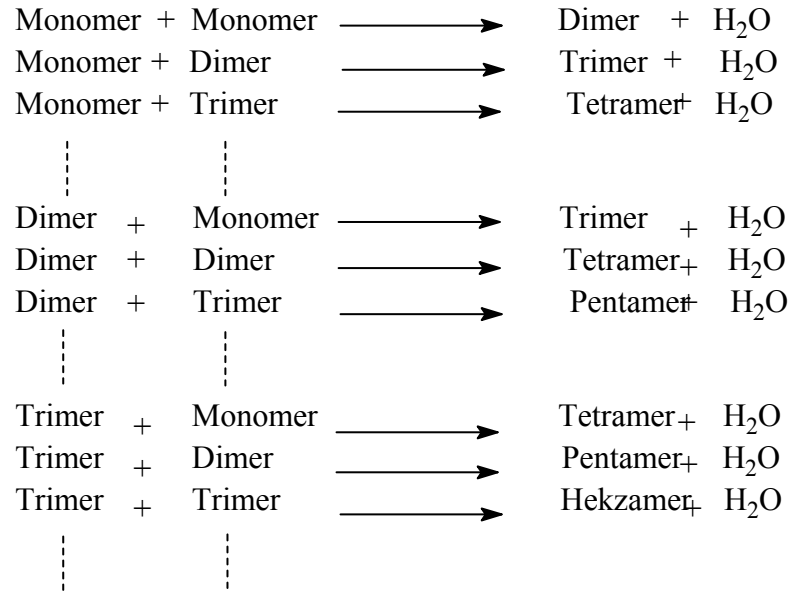 Monomer + Monomer Dimer + H₂O
Monomer + Dimer Trimer + H₂O
Monomer + Trimer Tetramer + H₂O
Dimer + Monomer Trimer + H₂O
Dimer + Dimer Tetramer + H₂O
Dimer + Trimer Pentamer + H₂O
Trimer + Monomer Tetramer + H₂O
Trimer + Dimer Pentamer + H₂O
Trimer + Trimer Hekzamer + H₂O